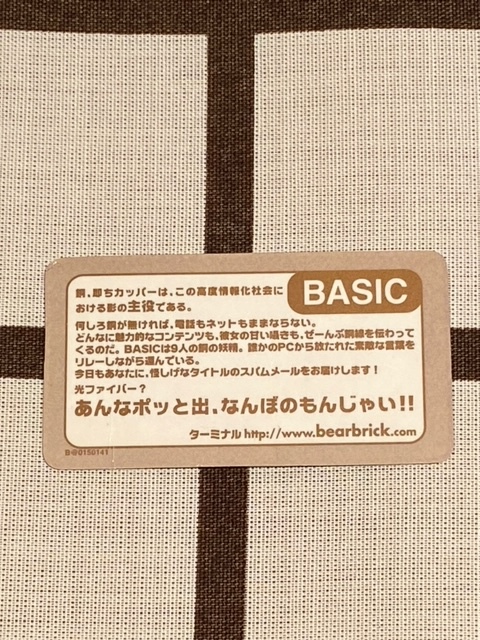 BASIC
銅、即ちカッパーは、この高度情報化社会に
おける影の主役である。
何しろ銅が無ければ、電話もネットもままならない。
どんなに魅力的なコンテンツも、彼女の甘い囁きも、ぜーんぶ銅線を伝わって
くるのだ。BASICは9人の銅の妖精。誰かのPCから放たれた素敵な言葉を
リレーしながら運んでいる。
今日もあなたに、怪しげなタイトルのスパムメールをお届けします!
光ファイバー?
あんなポッと出、なんぼのもんじゃい!!
ターミナル http://www.bearbrick.com